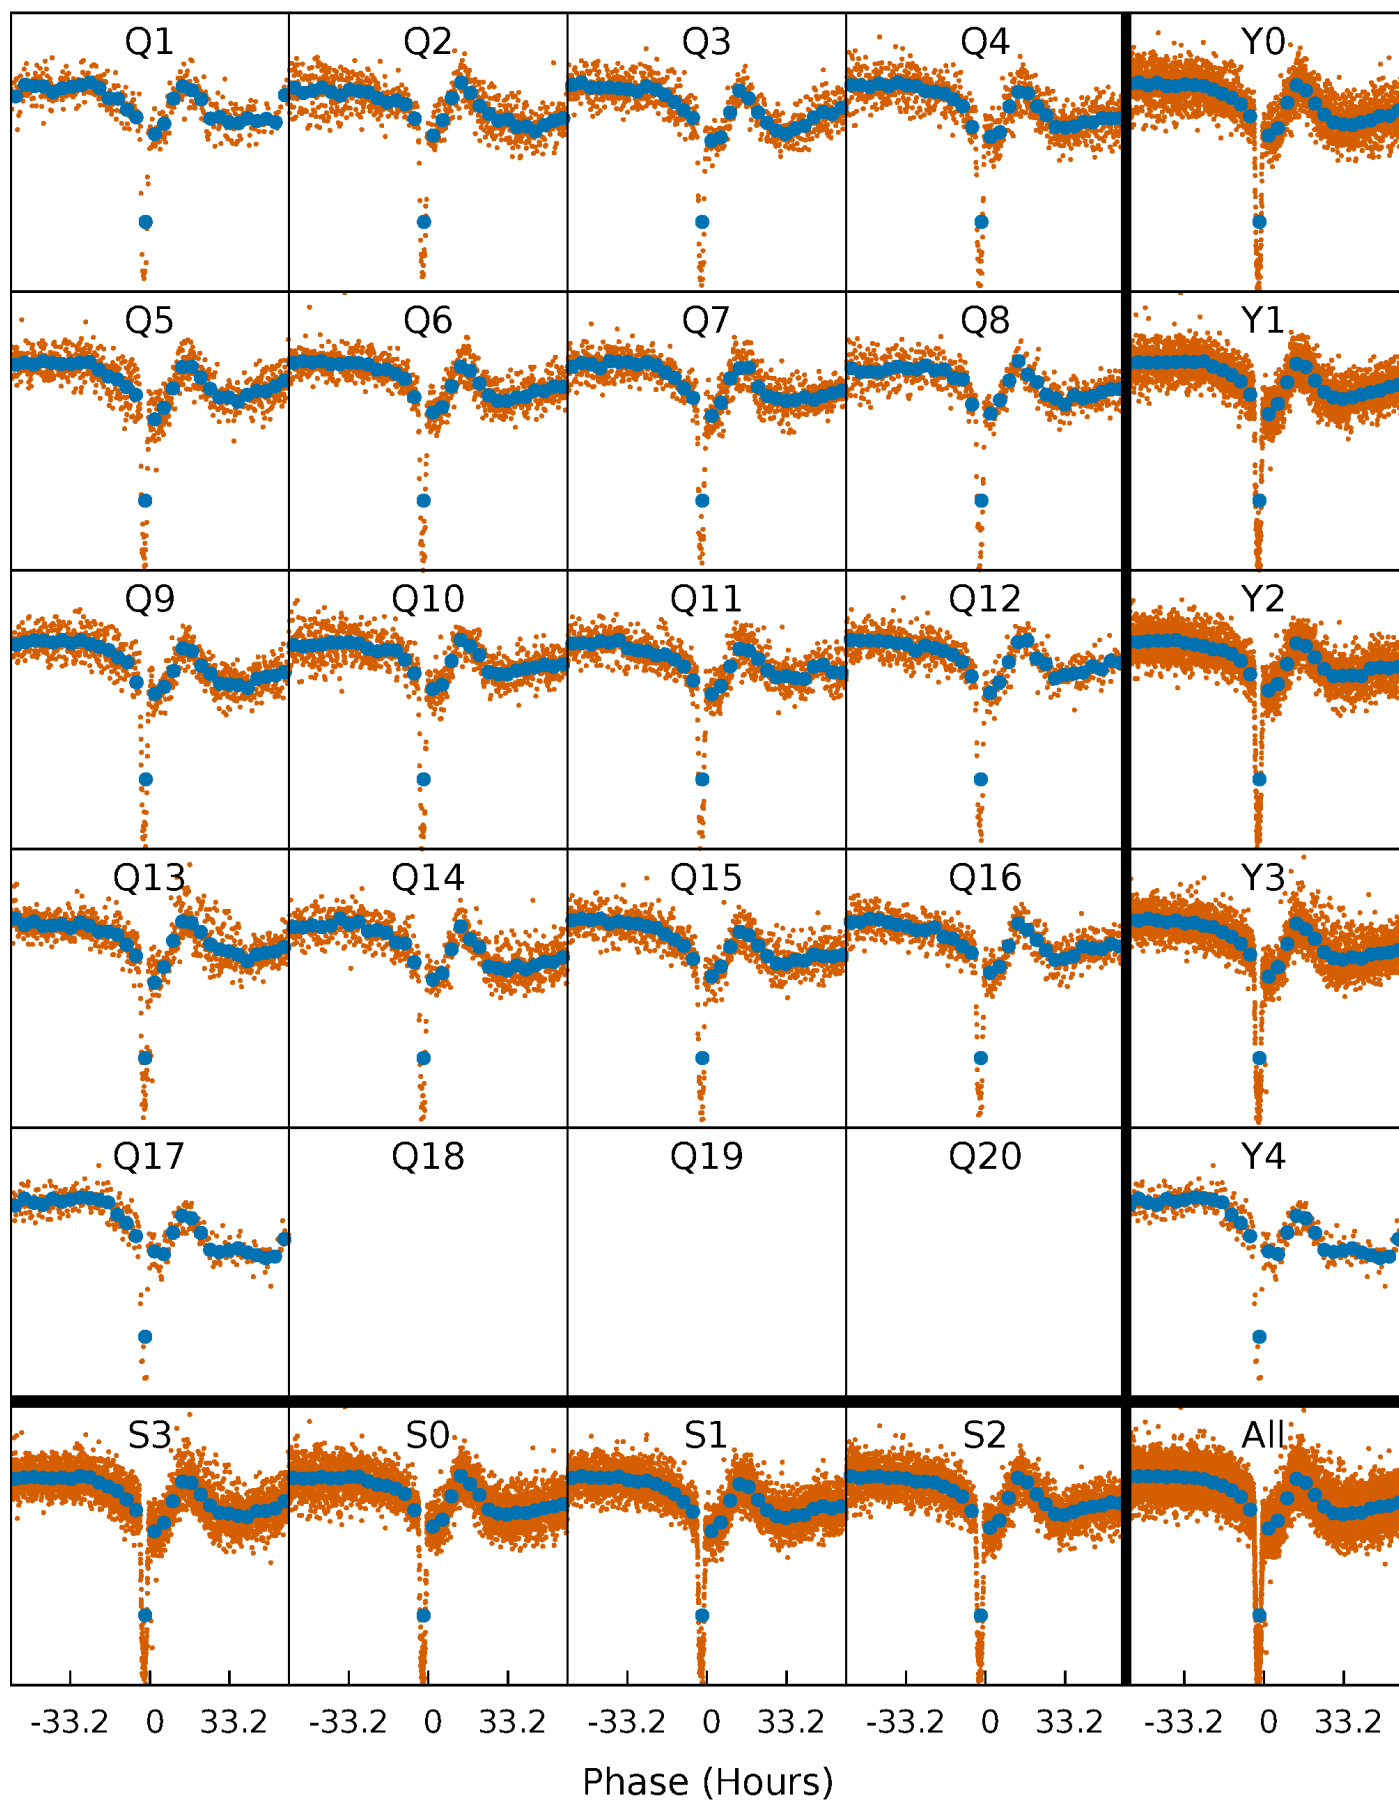 Q1 Q2 Q3 Q4 Y0
Q5 Q6 Q7 Q8 Y1
Q9 Q10 Q11 Q12 Y2
Q13 Q14 Q15 Q16 Y3
Q17 Q18 Q19 Q20 Y4
S3 S0 S1 S2 All
-33.2 0 33.2 -33.2 0 33.2 -33.2 0 33.2 -33.2 0 33.2 -33.2 0 33.2
Phase (Hours)